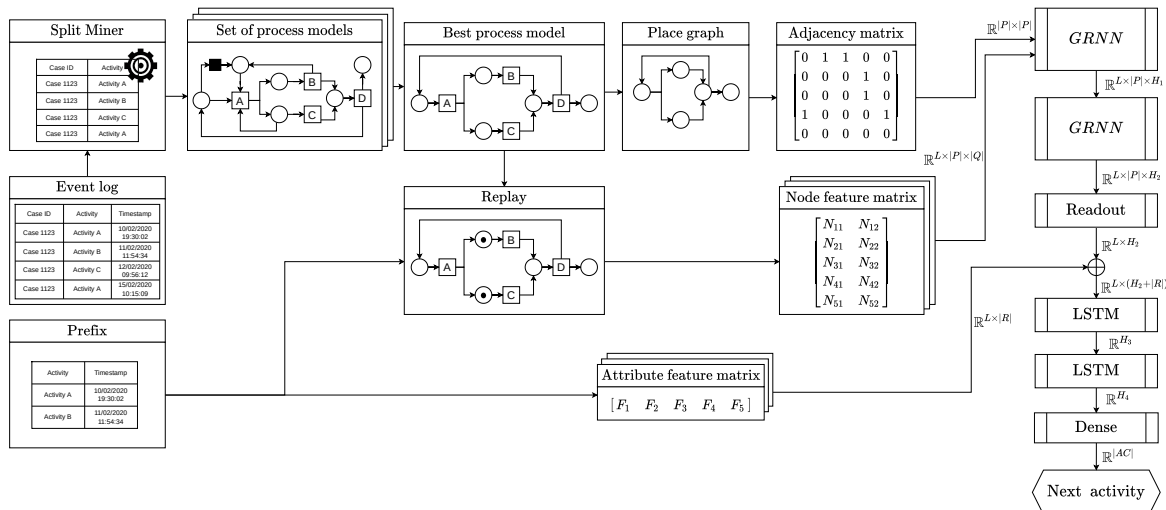 Split Miner
Case ID Activity
Case 1123 Activity A
Case 1123 Activity B
Case 1123 Activity C
Case 1123 Activity A
Set of process models
A
B
C
D
Best process model
A
B
C
D
Place graph
Adjacency matrix
0 1 1 0 0
0 0 0 1 0
0 0 0 1 0
1 0 0 0 1
0 0 0 0 0
ℝ^{|P|×|P|}
GRNN
ℝ^{L×|P|×H_1}
GRNN
ℝ^{L×|P|×|Q|}
ℝ^{L×|P|×H_2}
Event log
Case ID Activity Timestamp
Case 1123 Activity A 10/02/2020 19:30:02
Case 1123 Activity B 11/02/2020 11:54:34
Case 1123 Activity C 12/02/2020 09:56:12
Case 1123 Activity A 15/02/2020 10:15:09
Replay
A
B
C
D
Node feature matrix
N_{11} N_{12}
N_{21} N_{22}
N_{31} N_{32}
N_{41} N_{42}
N_{51} N_{52}
Readout
ℝ^{L×H_2}
ℝ^{L×(H_2+|R|)}
Prefix
Activity Timestamp
Activity A 10/02/2020 19:30:02
Activity B 11/02/2020 11:54:34
Attribute feature matrix
[ F_1 F_2 F_3 F_4 F_5 ]
ℝ^{L×|R|}
LSTM
ℝ^{H_3}
LSTM
ℝ^{H_4}
Dense
ℝ^{|AC|}
Next activity